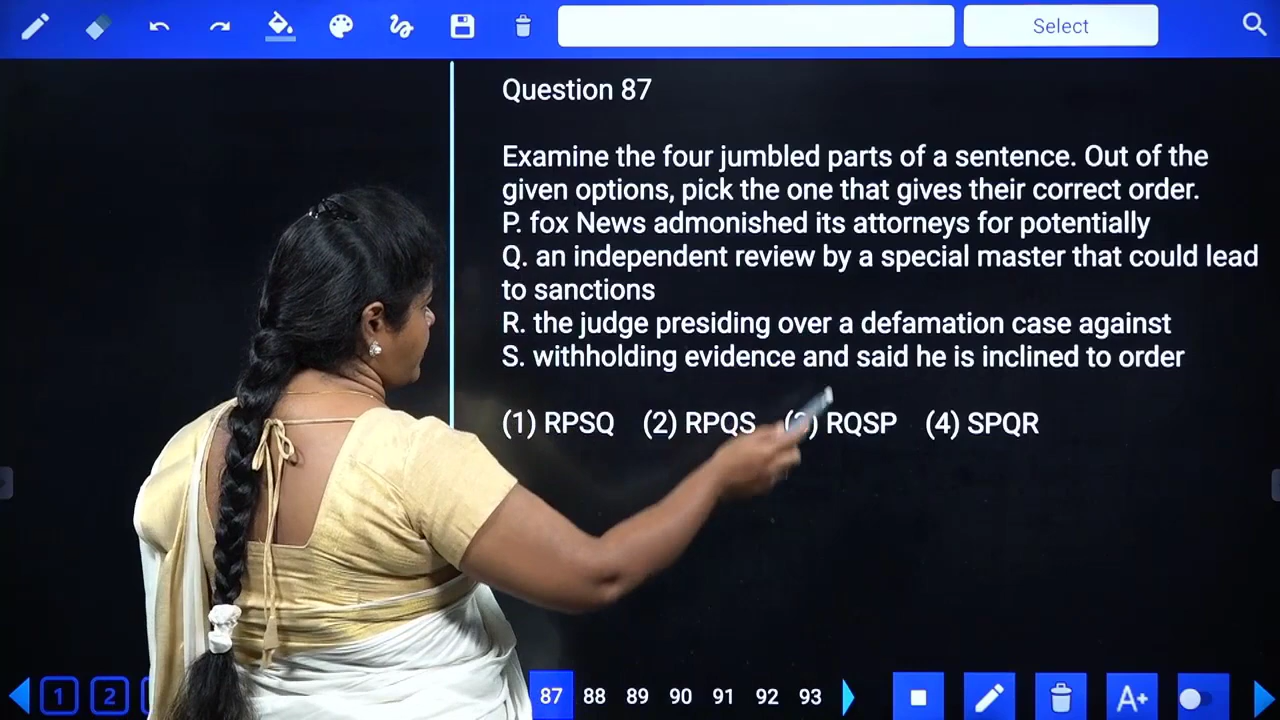 Select
Question 87
Examine the four jumbled parts of a sentence. Out of the
given options, pick the one that gives their correct order.
P. fox News admonished its attorneys for potentially
Q. an independent review by a special master that could lead
to sanctions
R. the judge presiding over a defamation case against
S. withholding evidence and said he is inclined to order
(1) RPSQ (2) RPQS (3) RQSP (4) SPQR
1 2 87 88 89 90 91 92 93 A+